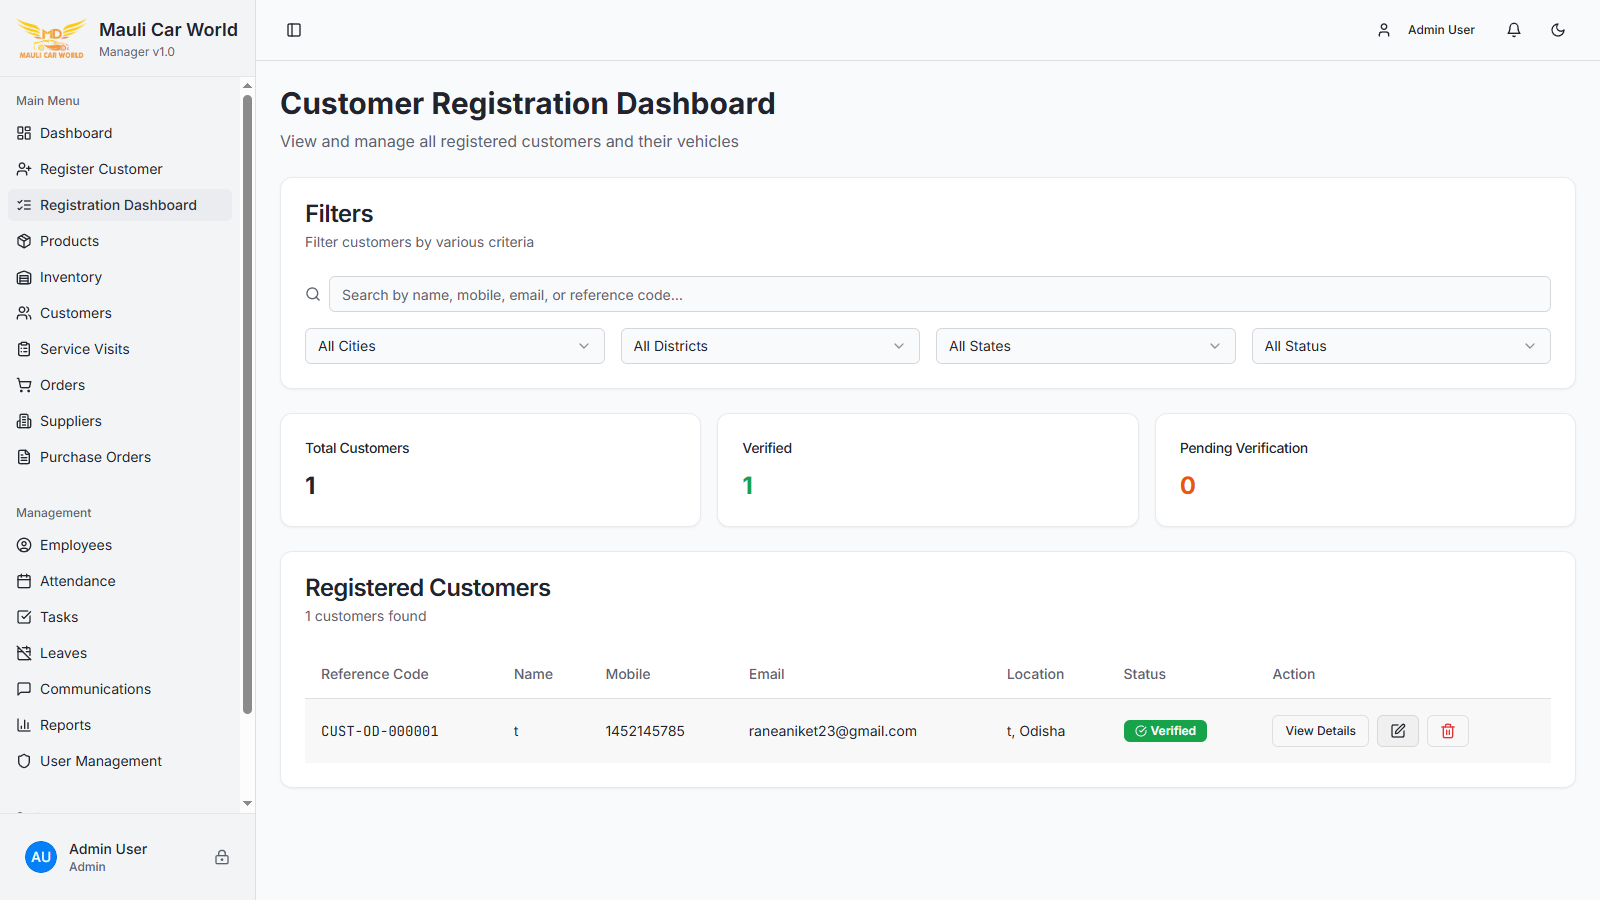 MD
MAULI CAR WORLD
Mauli Car World
Manager v1.0
Main Menu
Dashboard
Register Customer
Registration Dashboard
Products
Inventory
Customers
Service Visits
Orders
Suppliers
Purchase Orders
Management
Employees
Attendance
Tasks
Leaves
Communications
Reports
User Management
AU
Admin User
Admin
Admin User
Customer Registration Dashboard
View and manage all registered customers and their vehicles
Filters
Filter customers by various criteria
Search by name, mobile, email, or reference code...
All Cities
All Districts
All States
All Status
Total Customers
1
Verified
1
Pending Verification
0
Registered Customers
1 customers found
Reference Code Name Mobile Email Location Status Action
CUST-OD-000001 t 1452145785 raneaniket23@gmail.com t, Odisha Verified View Details